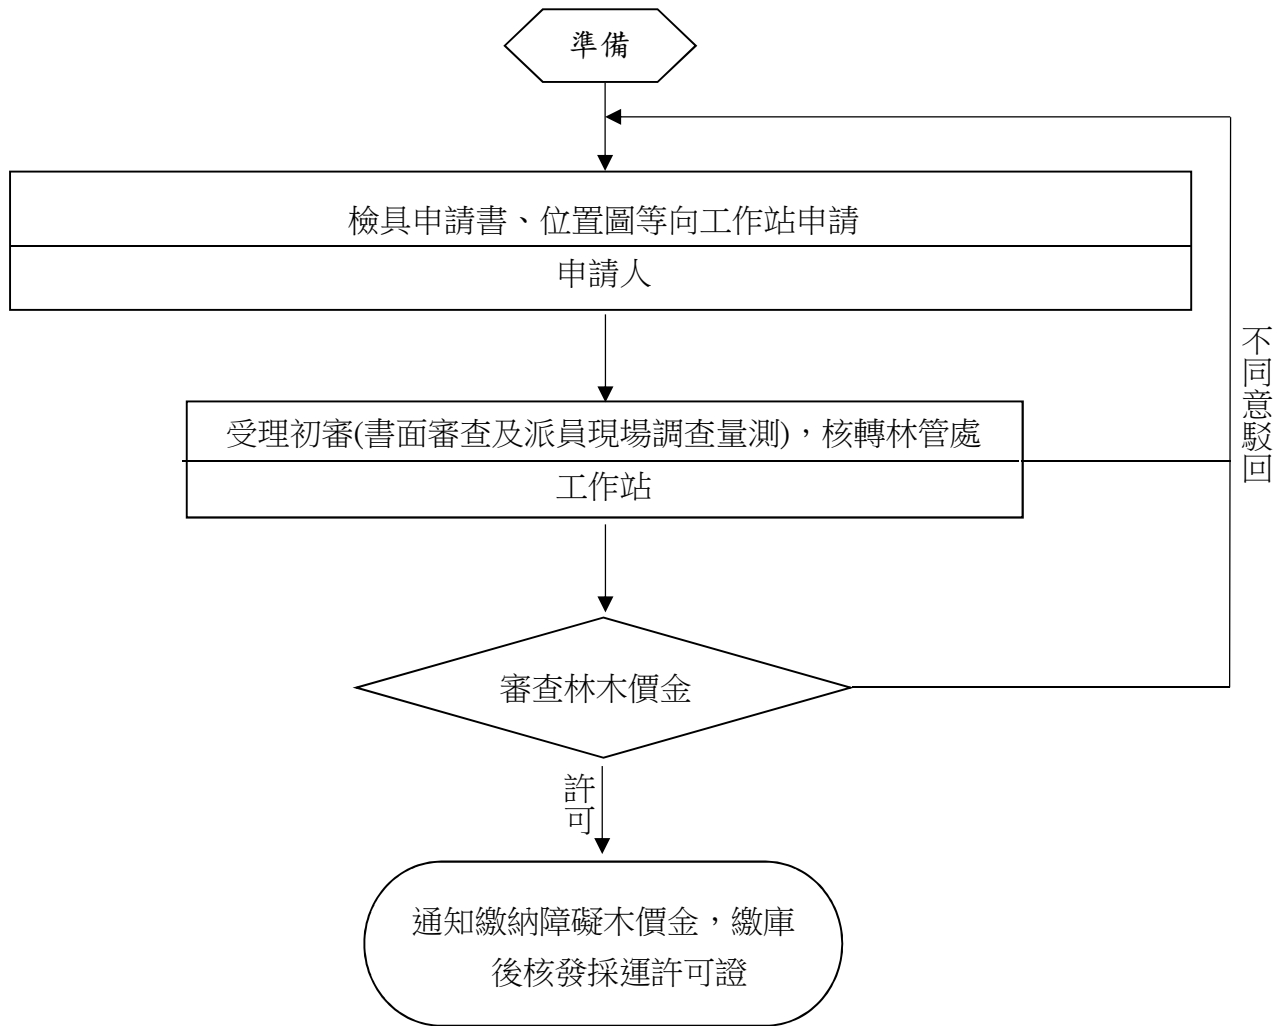 準備
檢具申請書、位置圖等向工作站申請
申請人
不同意駁回
受理初審(書面審查及派員現場調查量測)，核轉林管處
工作站
審查林木價金
許可
通知繳納障礙木價金，繳庫
後核發採運許可證